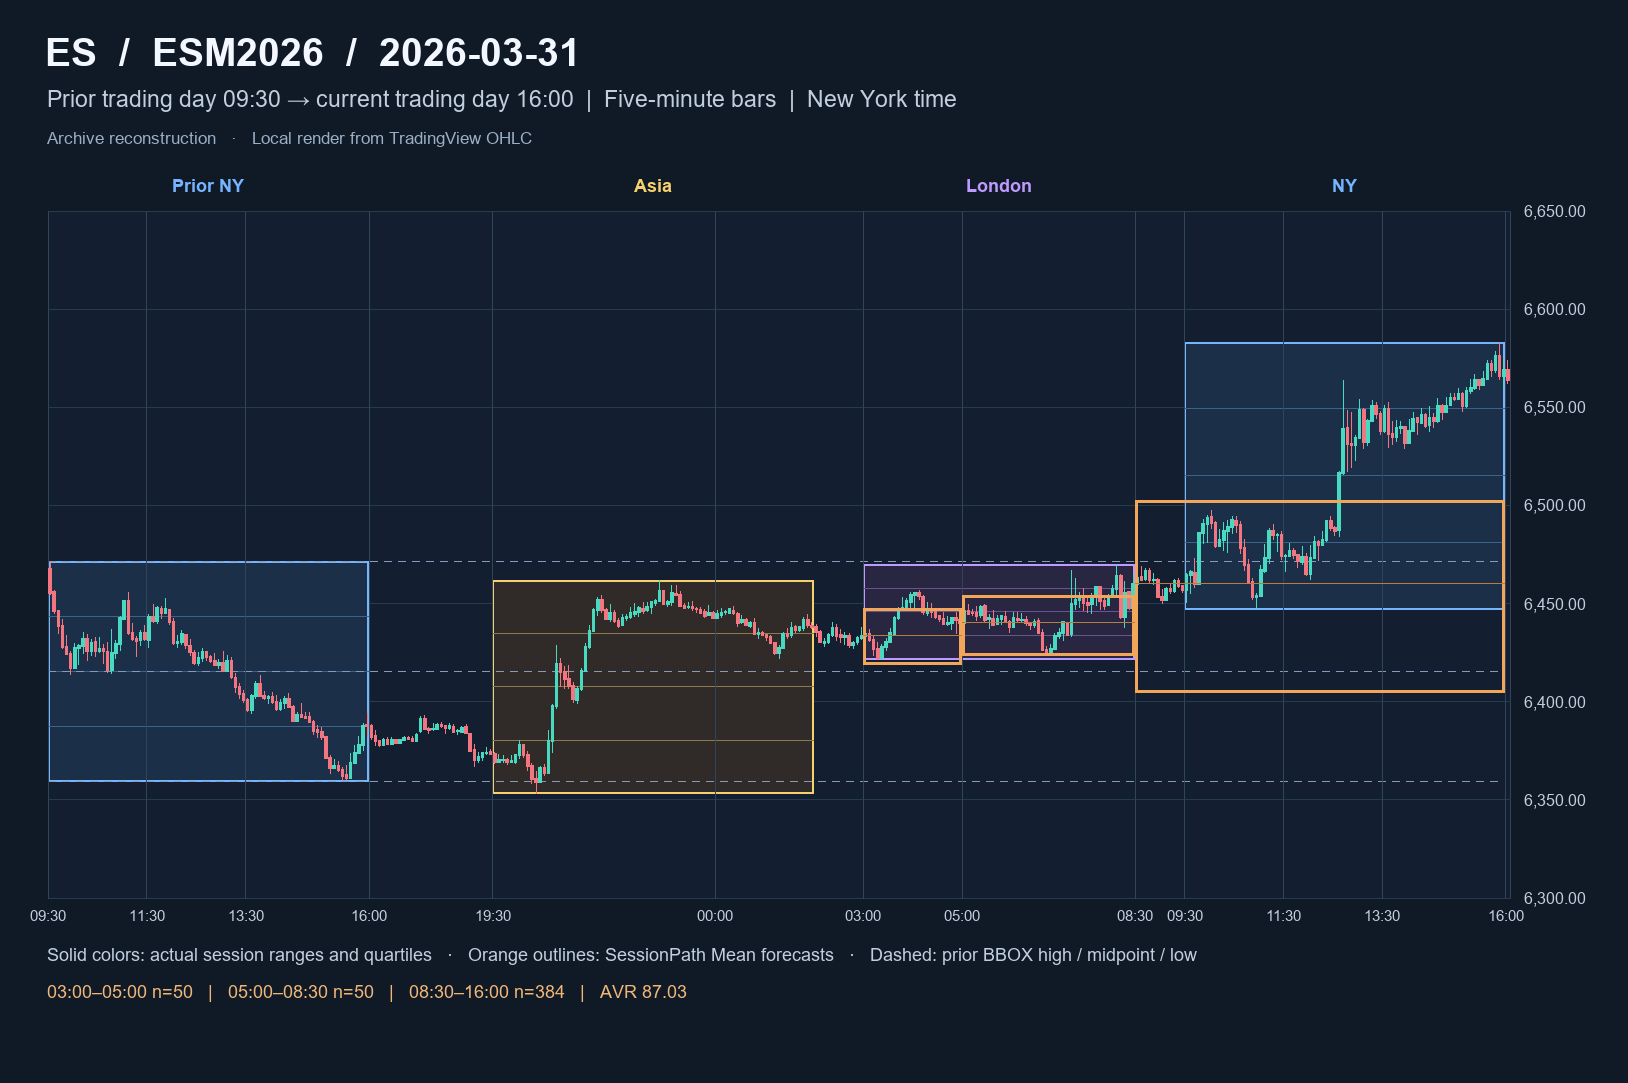 ES / ESM2026 / 2026-03-31
Prior trading day 09:30 → current trading day 16:00 | Five-minute bars | New York time
Archive reconstruction · Local render from TradingView OHLC
Prior NY Asia London NY
6,650.00
6,600.00
6,550.00
6,500.00
6,450.00
6,400.00
6,350.00
6,300.00
09:30 11:30 13:30 16:00 19:30 00:00 03:00 05:00 08:30 09:30 11:30 13:30 16:00
Solid colors: actual session ranges and quartiles · Orange outlines: SessionPath Mean forecasts · Dashed: prior BBOX high / midpoint / low
03:00–05:00 n=50 | 05:00–08:30 n=50 | 08:30–16:00 n=384 | AVR 87.03